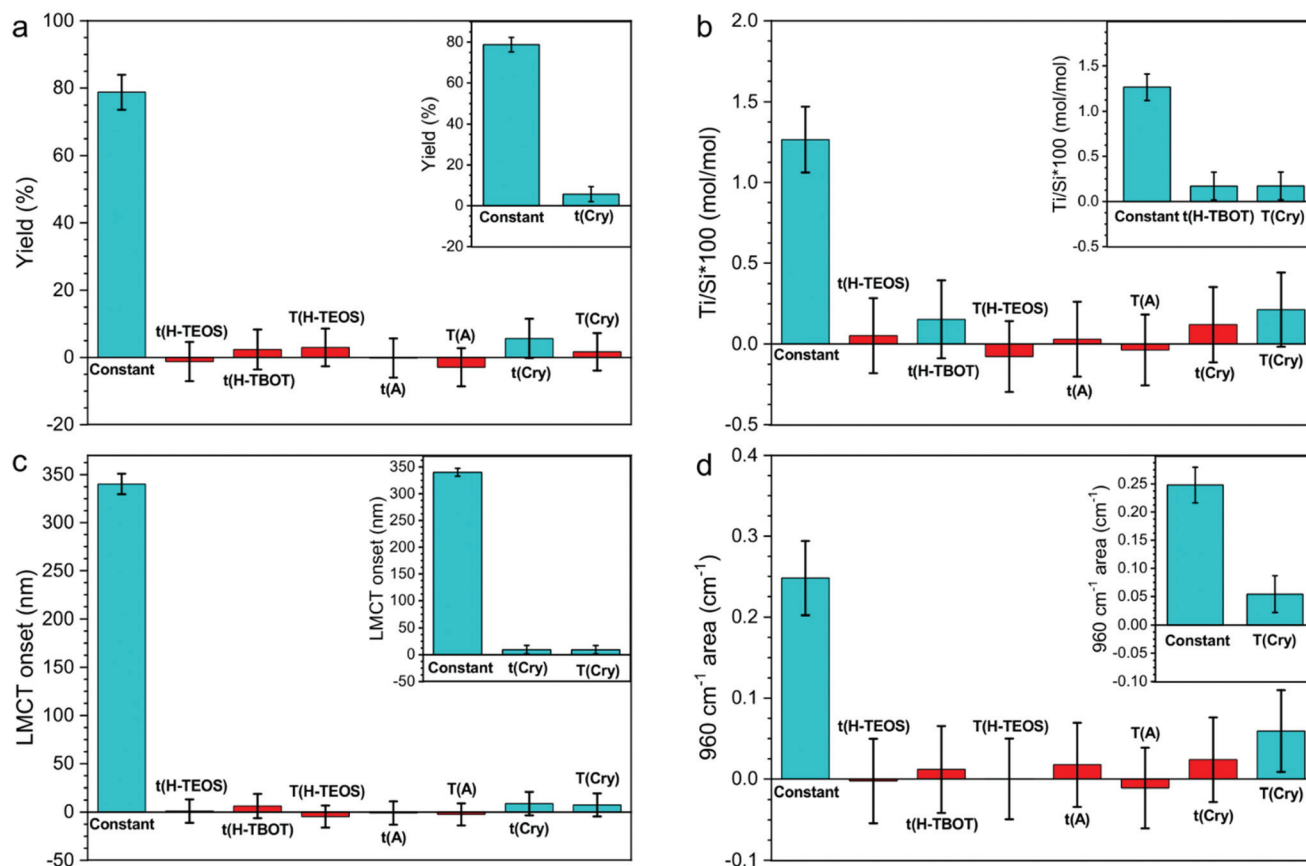 a
Yield (%)
100
80
60
40
20
0
-20
Constant
t(H-TEOS)
t(H-TBOT)
T(H-TEOS)
t(A)
T(A)
t(Cry)
T(Cry)
Yield (%)
80
60
40
20
0
-20
Constant
t(Cry)
b
Ti/Si*100 (mol/mol)
2.0
1.5
1.0
0.5
0.0
-0.5
Constant
t(H-TEOS)
t(H-TBOT)
T(H-TEOS)
t(A)
T(A)
t(Cry)
T(Cry)
Ti/Si*100 (mol/mol)
1.5
1.0
0.5
0.0
-0.5
Constant
t(H-TBOT)
T(Cry)
c
LMCT onset (nm)
350
300
250
200
150
100
50
0
-50
Constant
t(H-TEOS)
t(H-TBOT)
T(H-TEOS)
t(A)
T(A)
t(Cry)
T(Cry)
LMCT onset (nm)
350
300
250
200
150
100
50
0
-50
Constant
t(Cry)
T(Cry)
d
960 cm⁻¹ area (cm⁻¹)
0.4
0.3
0.2
0.1
0.0
-0.1
t(H-TEOS)
t(H-TBOT)
T(H-TEOS)
t(A)
T(A)
t(Cry)
T(Cry)
Constant
960 cm⁻¹ area (cm⁻¹)
0.25
0.20
0.15
0.10
0.05
0.00
-0.05
-0.10
Constant
T(Cry)